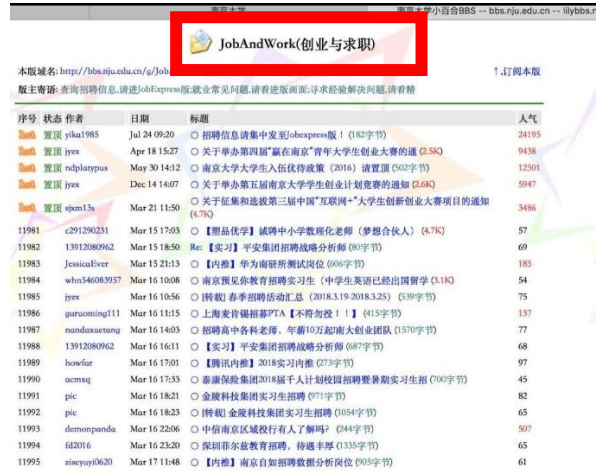 南京大学
南京大学小百合BBS -- bbs.nju.edu.cn -- lilybbs.n
JobAndWork(创业与求职)
本版域名: http://bbs.nju.edu.cn/g/Job
↑,订阅本版
版主寄语: 查询招聘信息,请进JobExpress版;就业常见问题,请看进版画面;寻求经验解决问题,请看精
序号 状态 作者 日期 标题 人气
置顶 yika1985 Jul 24 09:20 ○ 招聘信息请集中发至Jobexpress版! (182字节) 24195
置顶 jyzx Apr 18 15:27 ○ 关于举办第四届"赢在南京"青年大学生创业大赛的通 (2.5K) 9438
置顶 ndplatypus May 30 14:12 ○ 南京大学大学生入伍优待政策(2016)请置顶 (502字节) 12501
置顶 jyzx Dec 14 14:07 ○ 关于举办第五届南京大学学生创业计划竞赛的通知 (2.6K) 5947
置顶 sjxm13s Mar 21 11:50 ○ 关于征集和选拔第三届中国"互联网+"大学生创新创业大赛项目的通知 3486
(4.7K)
11981 c291290231 Mar 15 17:03 ○ 【塑品优学】诚聘中小学数理化老师(梦想合伙人) (4.7K) 57
11982 13912080962 Mar 15 18:50 Re: 【实习】平安集团招聘战略分析师 (80字节) 69
11983 JessicaEver Mar 15 21:13 ○ 【内推】华为南研所测试岗位 (606字节) 185
11984 whn546083957 Mar 16 10:08 ○ 南京预见你教育招聘实习生(中学生英语已经出国留学 (3.1K) 54
11985 jyzx Mar 16 10:56 ○ [转载] 春季招聘活动汇总(2018.3.19-2018.3.25) (539字节) 75
11986 guruoming111 Mar 16 11:15 ○ 上海麦肯锡招募PTA【不符勿投!!】 (415字节) 137
11987 nandaxuetang Mar 16 14:03 ○ 招聘高中各科老师,年薪10万起|南大创业团队 (1570字节) 77
11988 13912080962 Mar 16 16:11 ○ 【实习】平安集团招聘战略分析师 (687字节) 68
11989 howfar Mar 16 17:01 ○ 【腾讯内推】2018实习内推 (273字节) 97
11990 acmxq Mar 16 17:33 ○ 泰康保险集团2018届千人计划校园招聘暨暑期实习生招 (700字节) 45
11991 pic Mar 16 18:21 ○ 金陵科技集团实习生招聘 (971字节) 82
11992 pic Mar 16 18:23 ○ [转载] 金陵科技集团实习生招聘 (1054字节) 65
11993 demonpanda Mar 16 22:06 ○ 中信南京区域投行有人了解吗? (244字节) 507
11994 fd2016 Mar 16 23:20 ○ 深圳菲尔兹教育招聘,待遇丰厚 (1335字节) 65
11995 ziseyuyi0620 Mar 17 11:48 ○ 【内推】南京自如招聘数据分析岗位 (905字节) 61